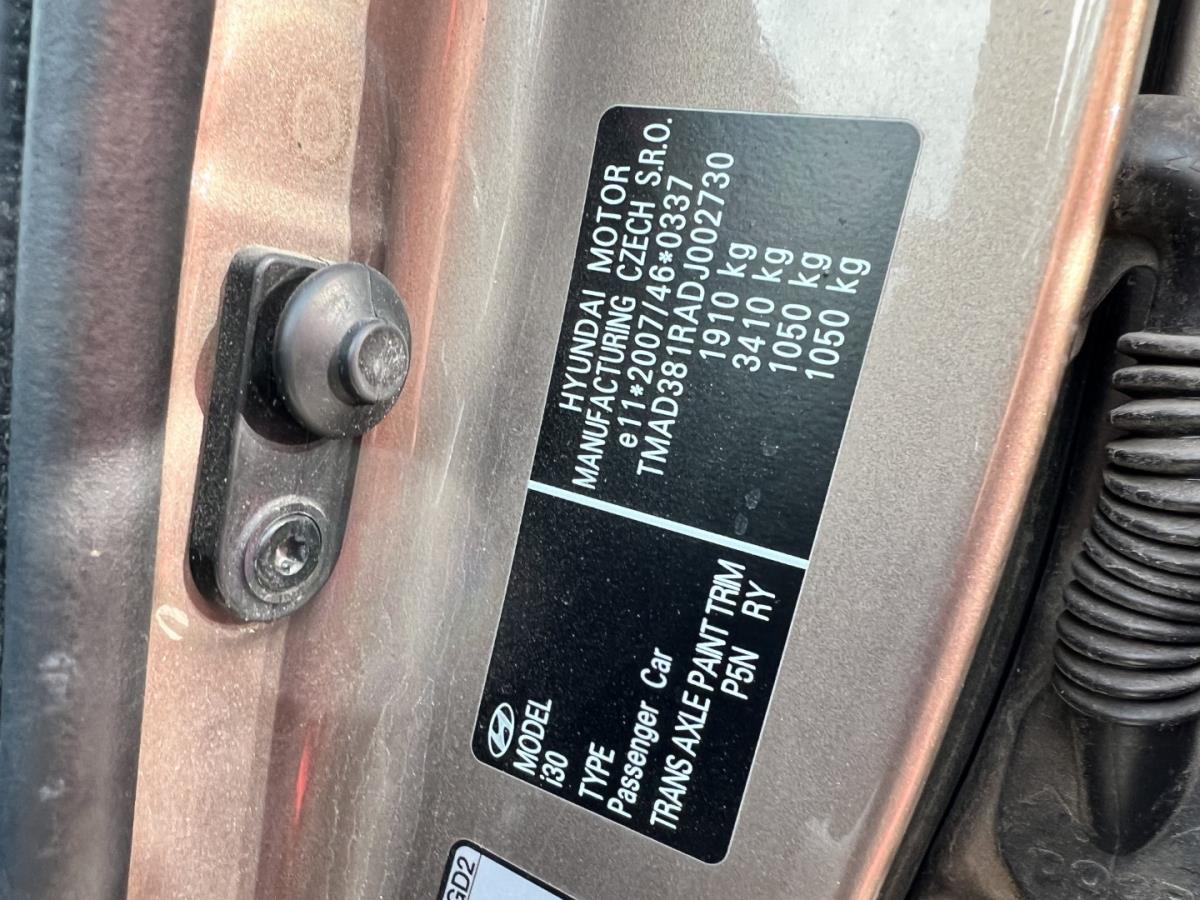 HYUNDAI MOTOR
MANUFACTURING CZECH S.R.O.
e11*2007/46*0337
TMAD381RADJ002730
1910 kg
3410 kg
1050 kg
1050 kg
MODEL
i30
TYPE
Passenger Car
TRANS AXLE PAINT TRIM
P5N RY
GD2